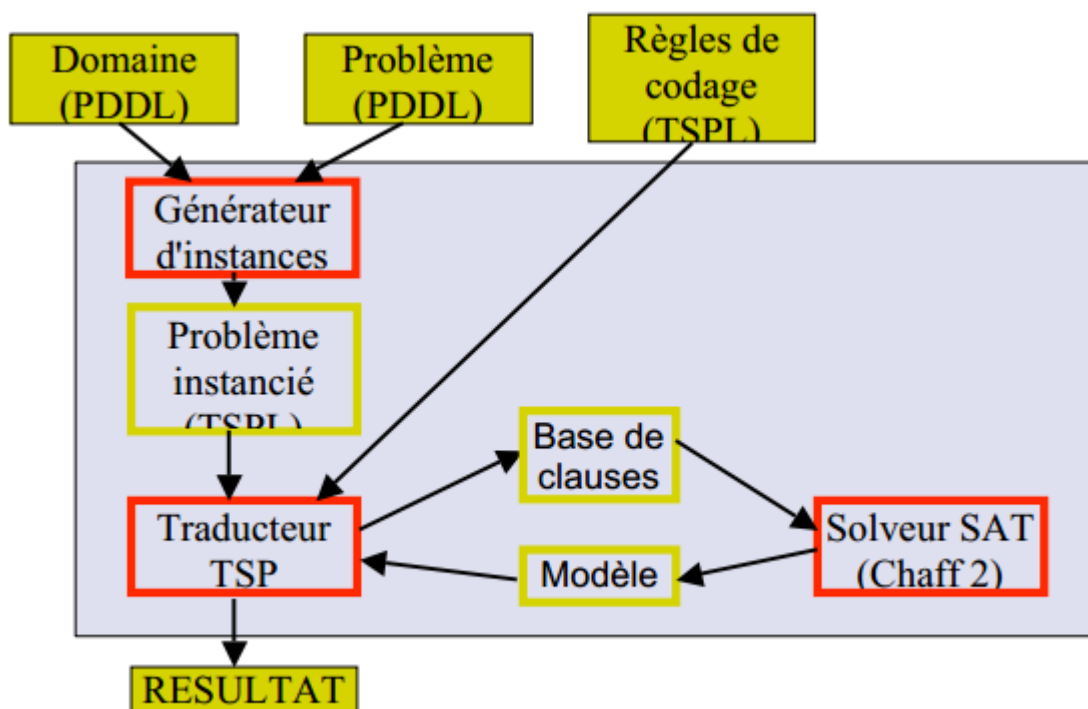 Domaine
(PDDL)
Problème
(PDDL)
Règles de
codage
(TSPL)
Générateur
d'instances
Problème
instancié
(TSPL)
Base de
clauses
Traducteur
TSP
Modèle
Solveur SAT
(Chaff 2)
RESULTAT